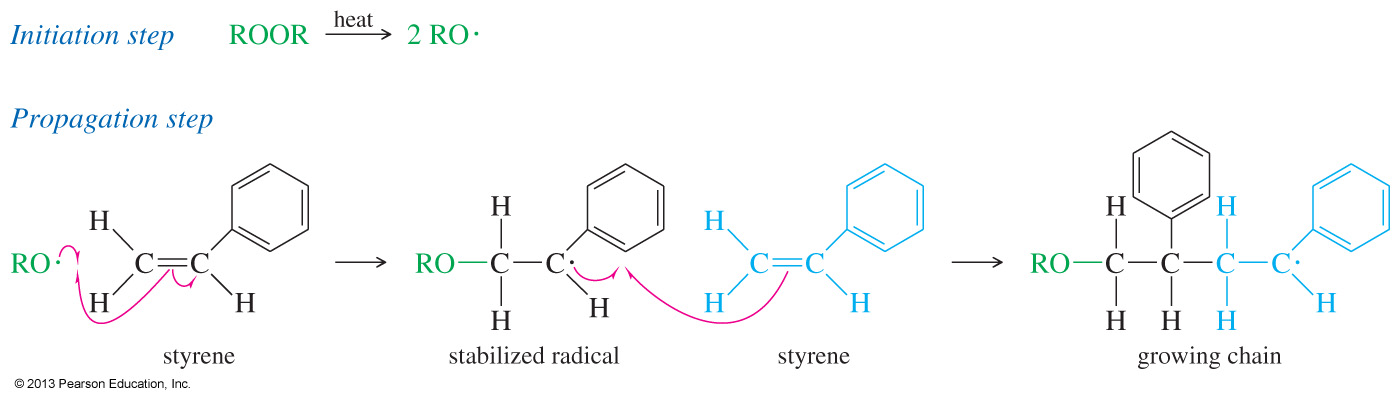 Initiation step ROOR heat 2 RO·
Propagation step
H H H H H H
RO· C C RO C C· C C RO C C C C·
H H H H H H H H H H
styrene stabilized radical styrene growing chain
© 2013 Pearson Education, Inc.